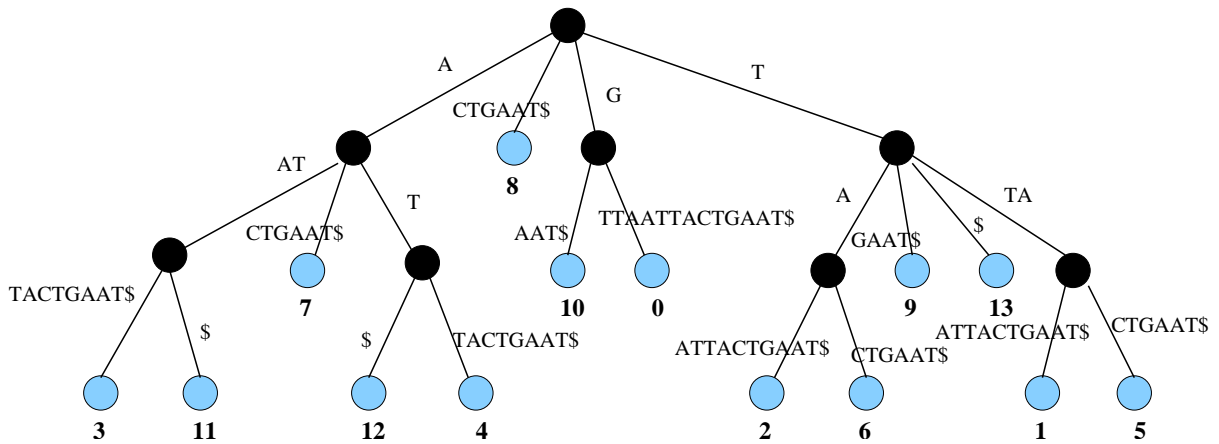 A
T
CTGAAT$
G
8
AT
T
A
TA
CTGAAT$
AAT$
TTAATTACTGAAT$
GAAT$
$
TACTGAAT$
7
10
0
9
13
$
$
TACTGAAT$
ATTACTGAAT$
CTGAAT$
ATTACTGAAT$
CTGAAT$
3
11
12
4
2
6
1
5